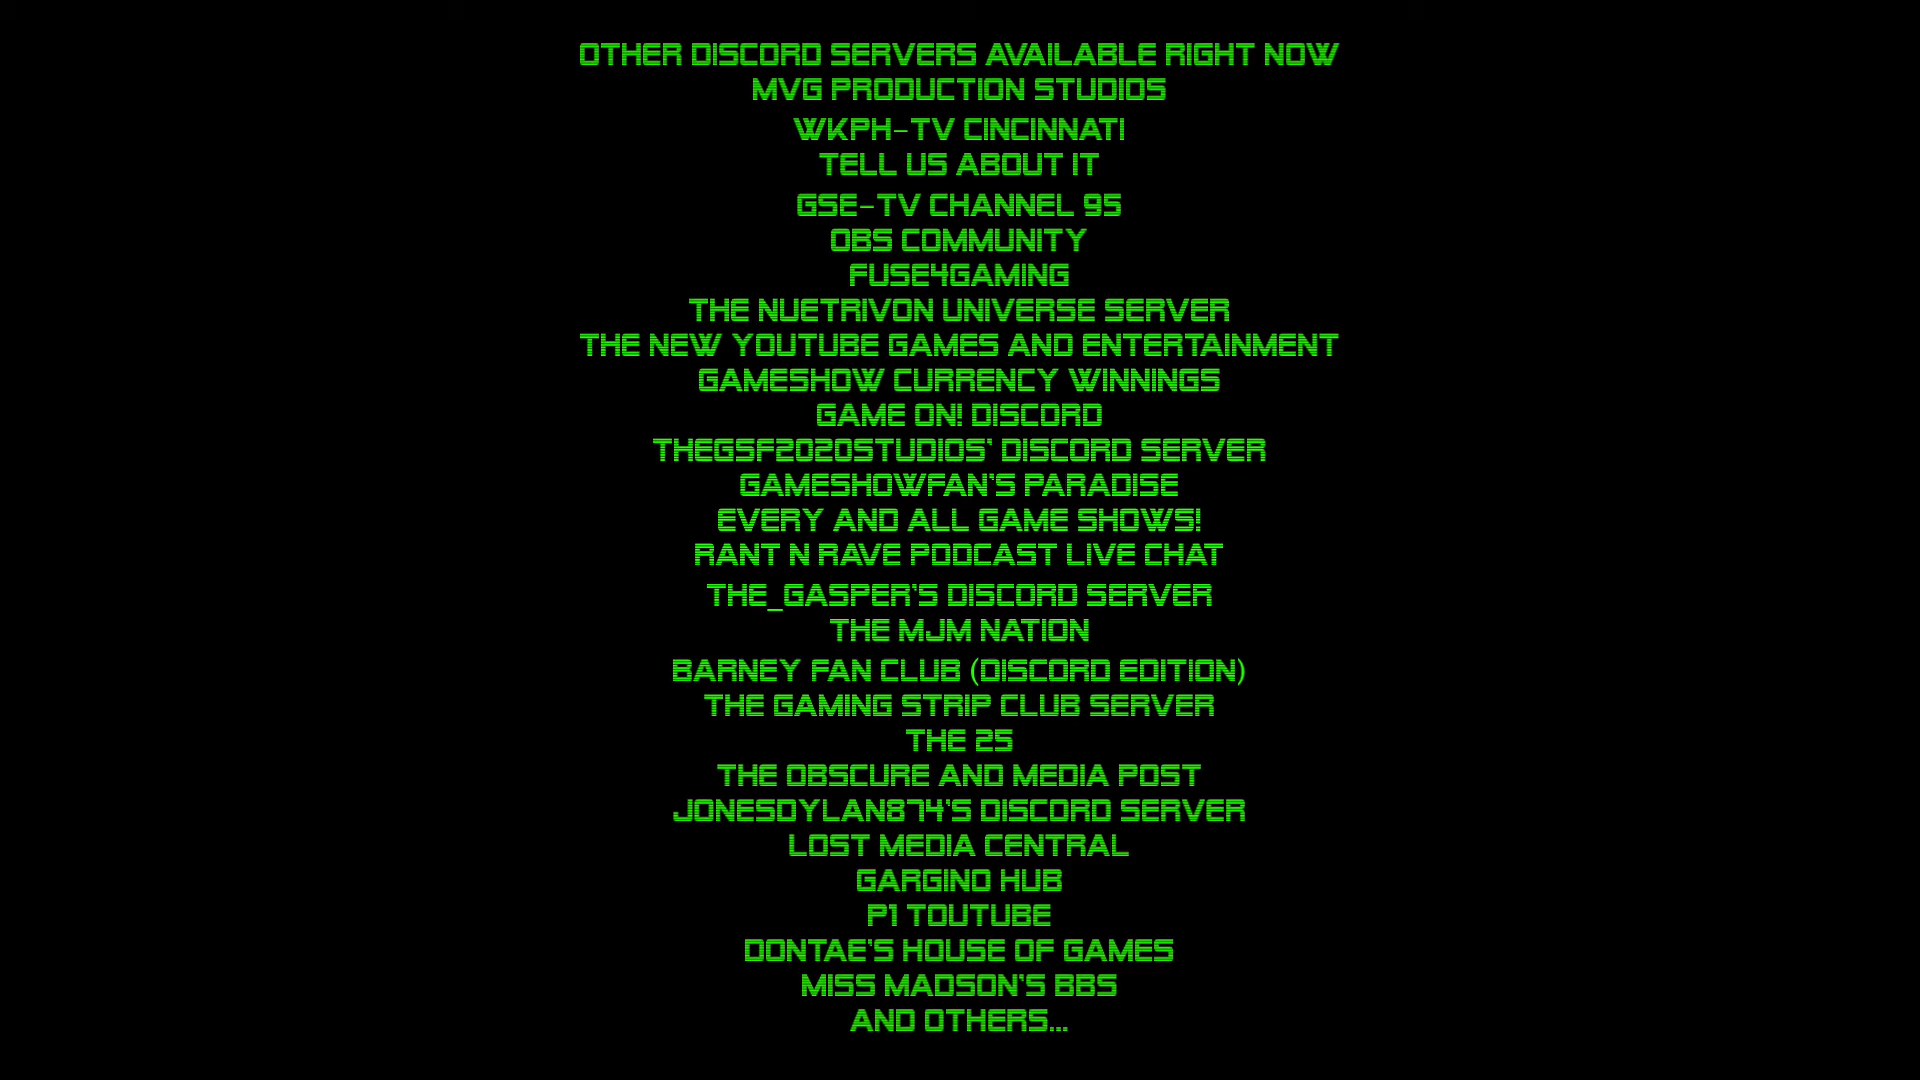 OTHER DISCORD SERVERS AVAILABLE RIGHT NOW
MVG PRODUCTION STUDIOS
WKPH-TV CINCINNATI
TELL US ABOUT IT
GSE-TV CHANNEL 95
OBS COMMUNITY
FUSE4GAMING
THE NUETRIVON UNIVERSE SERVER
THE NEW YOUTUBE GAMES AND ENTERTAINMENT
GAMESHOW CURRENCY WINNINGS
GAME ON! DISCORD
THEGSF2020STUDIOS' DISCORD SERVER
GAMESHOWFAN'S PARADISE
EVERY AND ALL GAME SHOWS!
RANT N RAVE PODCAST LIVE CHAT
THE_GASPER'S DISCORD SERVER
THE MJM NATION
BARNEY FAN CLUB (DISCORD EDITION)
THE GAMING STRIP CLUB SERVER
THE 25
THE OBSCURE AND MEDIA POST
JONESDYLAN874'S DISCORD SERVER
LOST MEDIA CENTRAL
GARGINO HUB
P1 TOUTUBE
DONTAE'S HOUSE OF GAMES
MISS MADSON'S BBS
AND OTHERS...